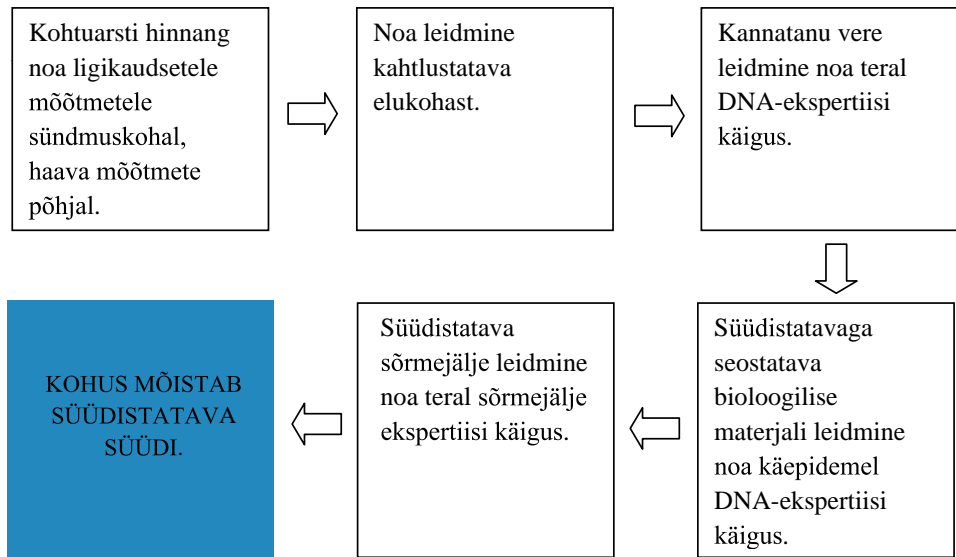 Kohtuarsti hinnang
noa ligikaudsetele
mõõtmetele
sündmuskohal,
haava mõõtmete
põhjal.
Noa leidmine
kahtlustatava
elukohast.
Kannatanu vere
leidmine noa teral
DNA-ekspertiisi
käigus.
Süüdistatavaga
seostatava
bioloogilise
materjali leidmine
noa käepidemel
DNA-ekspertiisi
käigus.
Süüdistatava
sõrmejälje leidmine
noa teral sõrmejälje
ekspertiisi käigus.
KOHUS MÕISTAB
SÜÜDISTATAVA
SÜÜDI.